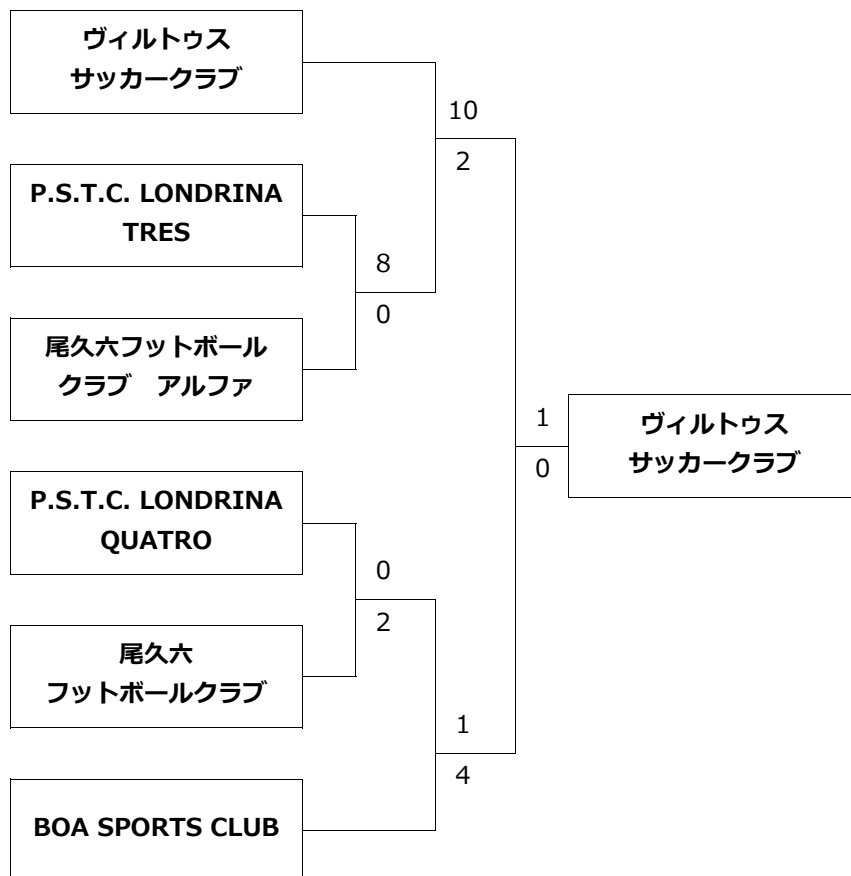 ヴィルトゥス
サッカークラブ
10
2
P.S.T.C. LONDRINA
TRES
8
0
尾久六フットボール
クラブ　アルファ
1
0
ヴィルトゥス
サッカークラブ
P.S.T.C. LONDRINA
QUATRO
0
2
尾久六
フットボールクラブ
1
4
BOA SPORTS CLUB